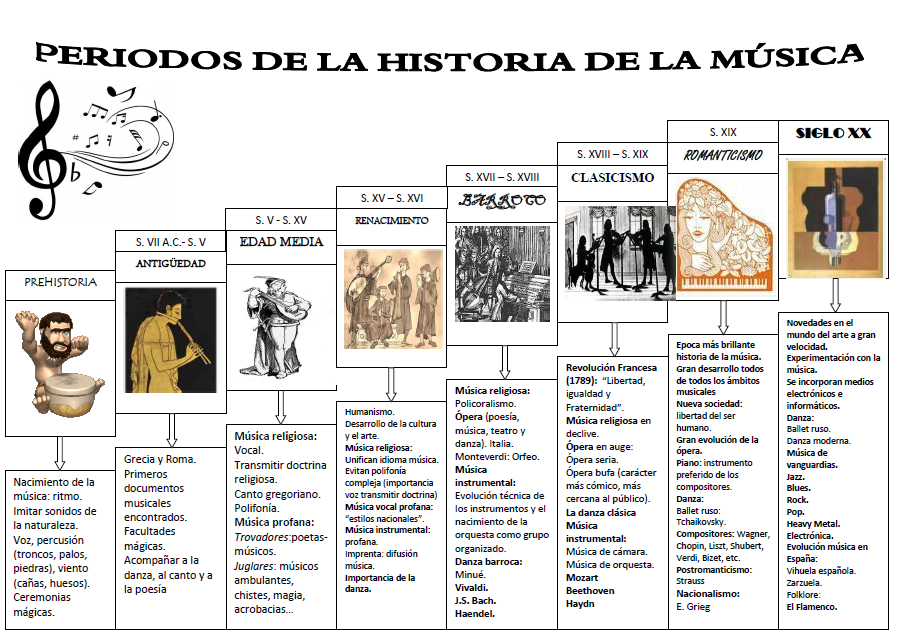 PERIODOS DE LA HISTORIA DE LA MÚSICA
PREHISTORIA
Nacimiento de la
música: ritmo.
Imitar sonidos de
la naturaleza.
Voz, percusión
(troncos, palos,
piedras), viento
(cañas, huesos).
Ceremonias
mágicas.
S. VII A.C.- S. V
ANTIGÜEDAD
Grecia y Roma.
Primeros
documentos
musicales
encontrados.
Facultades
mágicas.
Acompañar a la
danza, al canto y a
la poesía
S. V - S. XV
EDAD MEDIA
Música religiosa:
Vocal.
Transmitir doctrina
religiosa.
Canto gregoriano.
Polifonía.
Música profana:
Trovadores:poetas-
músicos.
Juglares: músicos
ambulantes,
chistes, magia,
acrobacias...
S. XV – S. XVI
RENACIMIENTO
Humanismo.
Desarrollo de la cultura
y el arte.
Música religiosa:
Unifican idioma música.
Evitan polifonía
compleja (importancia
voz transmitir doctrina)
Música vocal profana:
“estilos nacionales”.
Música instrumental:
profana.
Imprenta: difusión
música.
Importancia de la
danza.
S. XVII – S. XVIII
BARROCO
Música religiosa:
Policoralismo.
Ópera (poesía,
música, teatro y
danza). Italia.
Monteverdi: Orfeo.
Música
instrumental:
Evolución técnica de
los instrumentos y el
nacimiento de la
orquesta como grupo
organizado.
Danza barroca:
Minué.
Vivaldi.
J.S. Bach.
Haendel.
S. XVIII – S. XIX
CLASICISMO
Revolución Francesa
(1789): “Libertad,
igualdad y
Fraternidad”.
Música religiosa en
declive.
Ópera en auge:
Ópera seria.
Ópera bufa (carácter
más cómico, más
cercana al público).
La danza clásica
Música
instrumental:
Música de cámara.
Música de orquesta.
Mozart
Beethoven
Haydn
S. XIX
ROMANTICISMO
Epoca más brillante
historia de la música.
Gran desarrollo todos
de todos los ámbitos
musicales
Nueva sociedad:
libertad del ser
humano.
Gran evolución de la
ópera.
Piano: instrumento
preferido de los
compositores.
Danza:
Ballet ruso:
Tchaikovsky.
Compositores: Wagner,
Chopin, Liszt, Shubert,
Verdi, Bizet, etc.
Postromanticismo:
Strauss
Nacionalismo:
E. Grieg
SIGLO XX
Novedades en el
mundo del arte a gran
velocidad.
Experimentación con la
música.
Se incorporan medios
electrónicos e
informáticos.
Danza:
Ballet ruso.
Danza moderna.
Música de
vanguardias.
Jazz.
Blues.
Rock.
Pop.
Heavy Metal.
Electrónica.
Evolución música en
España:
Vihuela española.
Zarzuela.
Folklore:
El Flamenco.